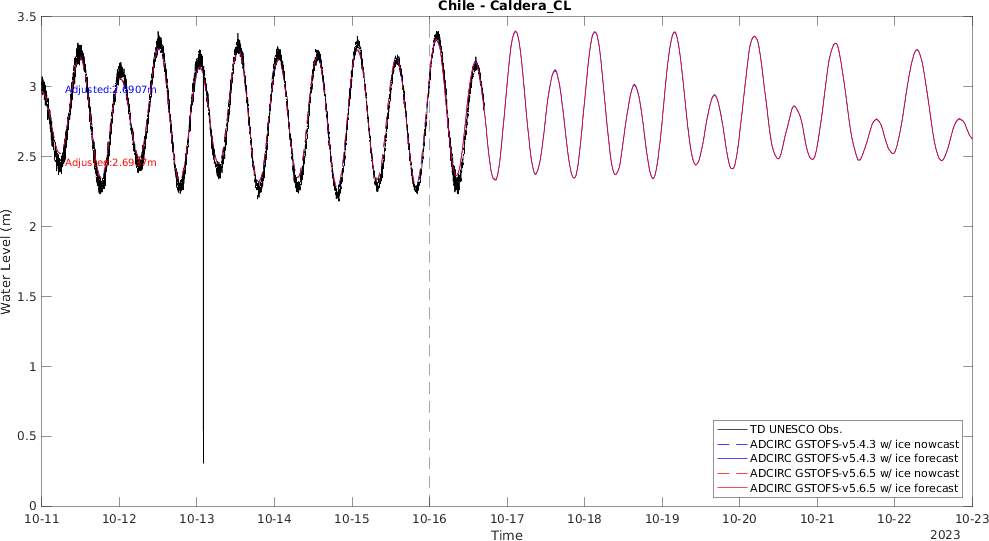 Chile - Caldera_CL
3.5
3
2.5
2
1.5
1
0.5
0
Water Level (m)
Adjusted:2.6907m
TD UNESCO Obs.
ADCIRC GSTOFS-v5.4.3 w/ ice nowcast
ADCIRC GSTOFS-v5.4.3 w/ ice forecast
ADCIRC GSTOFS-v5.6.5 w/ ice nowcast
ADCIRC GSTOFS-v5.6.5 w/ ice forecast
10-11 10-12 10-13 10-14 10-15 10-16 10-17 10-18 10-19 10-20 10-21 10-22 10-23
Time
2023